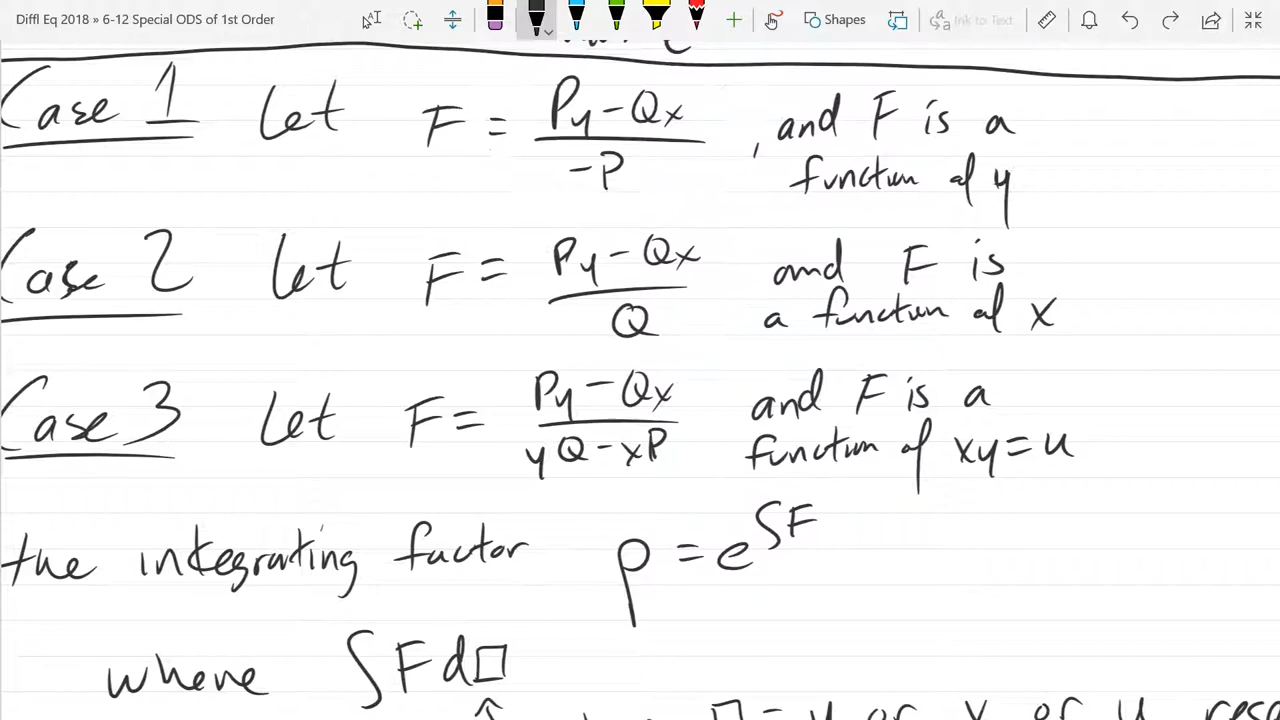 Diffl Eq 2018 » 6-12 Special ODS of 1st Order
Shapes
Ink to Text
Case 1 Let F = (Py - Qx)/(-P), and F is a
function of y
Case 2 Let F = (Py - Qx)/Q and F is
a function of x
Case 3 Let F = (Py - Qx)/(yQ - xP) and F is a
function of xy = u
the integrating factor ρ = e^∫F
where ∫F d□